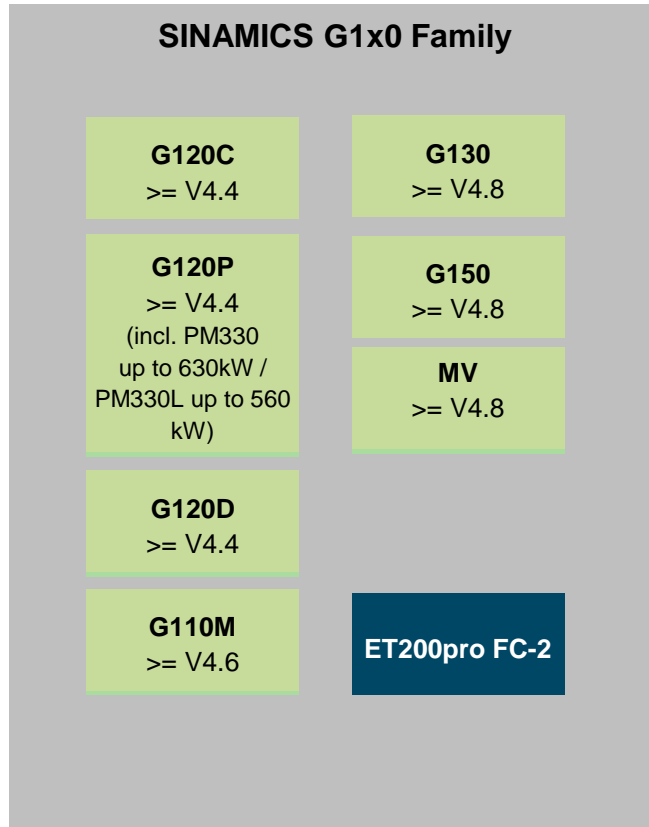 SINAMICS G1x0 Family
G120C
>= V4.4
G120P
>= V4.4
(incl. PM330
up to 630kW /
PM330L up to 560
kW)
G120D
>= V4.4
G110M
>= V4.6
G130
>= V4.8
G150
>= V4.8
MV
>= V4.8
ET200pro FC-2